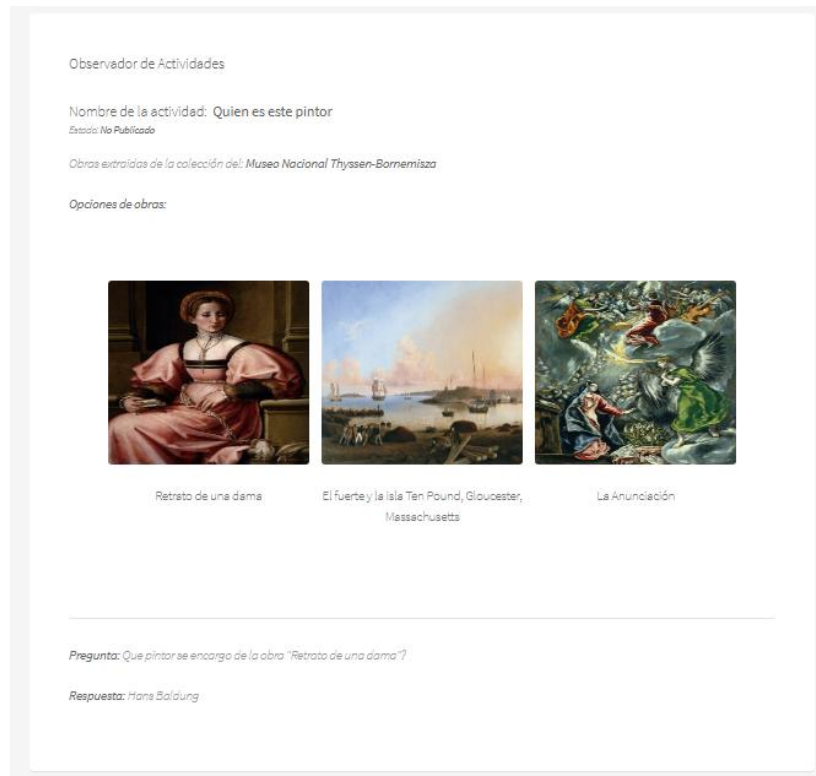 Observador de Actividades
Nombre de la actividad: Quien es este pintor
Estado: No Publicado
Obras extraidas de la colección del: Museo Nacional Thyssen-Bornemisza
Opciones de obras:
Retrato de una dama
El fuerte y la isla Ten Pound, Gloucester,
Massachusetts
La Anunciación
Pregunta: Que pintor se encargo de la obra "Retrato de una dama"?
Respuesta: Hans Baldung